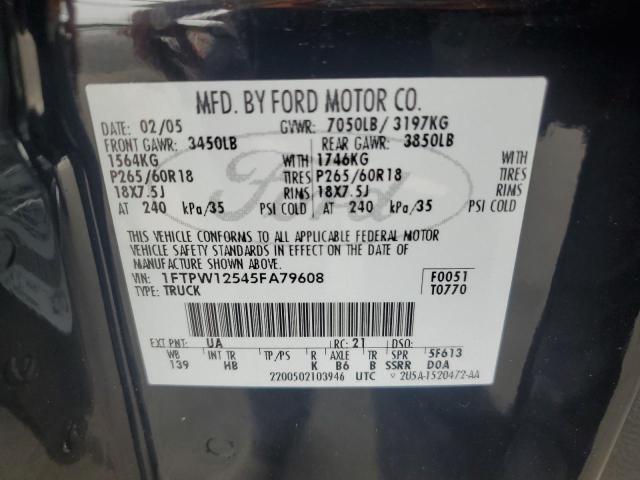 MFD. BY FORD MOTOR CO.
DATE: 02/05 GVWR: 7050LB/ 3197KG
FRONT GAWR: 3450LB REAR GAWR: 3850LB
1564KG WITH 1746KG WITH
P265/60R18 TIRES P265/60R18 TIRES
18X7.5J RIMS 18X7.5J RIMS
AT 240 kPa/35 PSI COLD AT 240 kPa/35 PSI COLD
Ford
THIS VEHICLE CONFORMS TO ALL APPLICABLE FEDERAL MOTOR
VEHICLE SAFETY STANDARDS IN EFFECT ON THE DATE OF
MANUFACTURE SHOWN ABOVE.
VIN: 1FTPW12545FA79608 F0051
TYPE: TRUCK T0770
EXT PNT: UA RC: 21 DSO:
WB INT TR TP/PS R AXLE TR SPR 5F613
139 HB K B6 B SSRR DOA
2200502103946 UTC 2U5A-1520472-AA